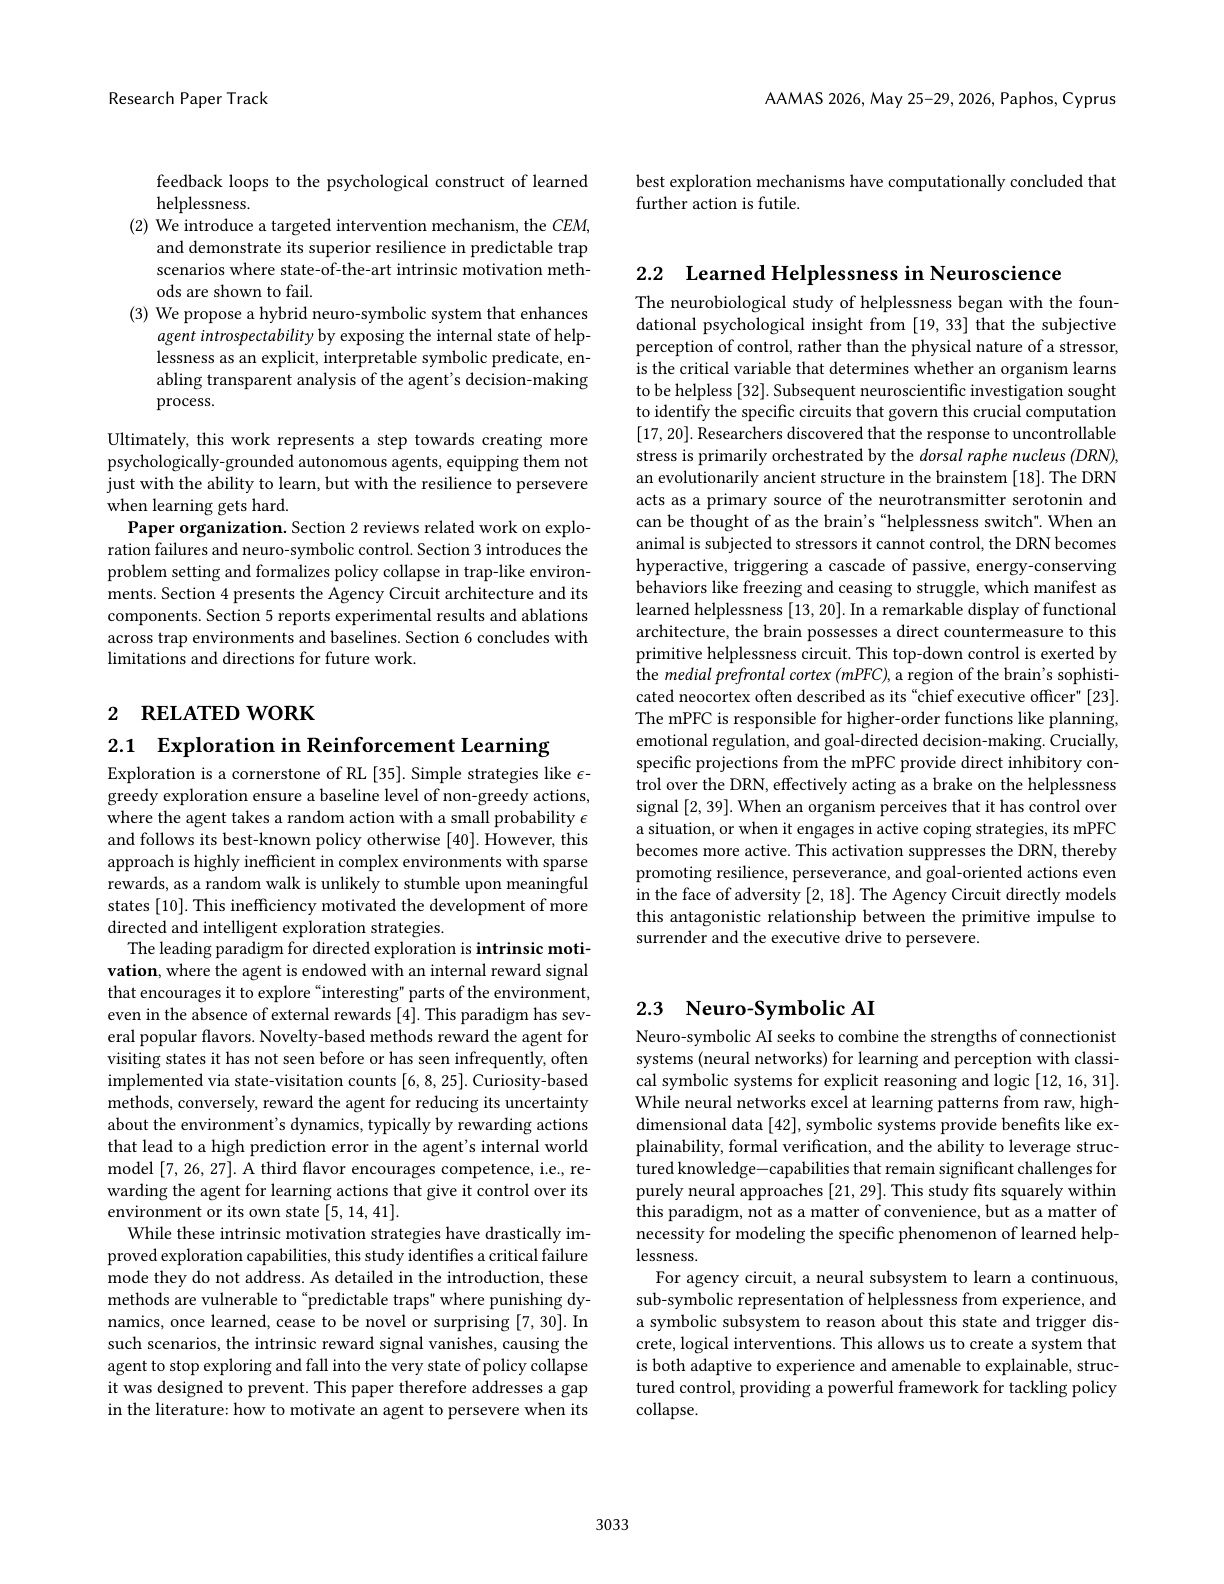 Research Paper Track
AAMAS 2026, May 25–29, 2026, Paphos, Cyprus
feedback loops to the psychological construct of learned
helplessness.
(2) We introduce a targeted intervention mechanism, the CEM,
and demonstrate its superior resilience in predictable trap
scenarios where state-of-the-art intrinsic motivation meth-
ods are shown to fail.
(3) We propose a hybrid neuro-symbolic system that enhances
agent introspectability by exposing the internal state of help-
lessness as an explicit, interpretable symbolic predicate, en-
abling transparent analysis of the agent's decision-making
process.
Ultimately, this work represents a step towards creating more
psychologically-grounded autonomous agents, equipping them not
just with the ability to learn, but with the resilience to persevere
when learning gets hard.
Paper organization. Section 2 reviews related work on explo-
ration failures and neuro-symbolic control. Section 3 introduces the
problem setting and formalizes policy collapse in trap-like environ-
ments. Section 4 presents the Agency Circuit architecture and its
components. Section 5 reports experimental results and ablations
across trap environments and baselines. Section 6 concludes with
limitations and directions for future work.
2 RELATED WORK
2.1 Exploration in Reinforcement Learning
Exploration is a cornerstone of RL [35]. Simple strategies like ϵ-
greedy exploration ensure a baseline level of non-greedy actions,
where the agent takes a random action with a small probability ϵ
and follows its best-known policy otherwise [40]. However, this
approach is highly inefficient in complex environments with sparse
rewards, as a random walk is unlikely to stumble upon meaningful
states [10]. This inefficiency motivated the development of more
directed and intelligent exploration strategies.
The leading paradigm for directed exploration is intrinsic moti-
vation, where the agent is endowed with an internal reward signal
that encourages it to explore “interesting" parts of the environment,
even in the absence of external rewards [4]. This paradigm has sev-
eral popular flavors. Novelty-based methods reward the agent for
visiting states it has not seen before or has seen infrequently, often
implemented via state-visitation counts [6, 8, 25]. Curiosity-based
methods, conversely, reward the agent for reducing its uncertainty
about the environment's dynamics, typically by rewarding actions
that lead to a high prediction error in the agent's internal world
model [7, 26, 27]. A third flavor encourages competence, i.e., re-
warding the agent for learning actions that give it control over its
environment or its own state [5, 14, 41].
While these intrinsic motivation strategies have drastically im-
proved exploration capabilities, this study identifies a critical failure
mode they do not address. As detailed in the introduction, these
methods are vulnerable to “predictable traps" where punishing dy-
namics, once learned, cease to be novel or surprising [7, 30]. In
such scenarios, the intrinsic reward signal vanishes, causing the
agent to stop exploring and fall into the very state of policy collapse
it was designed to prevent. This paper therefore addresses a gap
in the literature: how to motivate an agent to persevere when its
best exploration mechanisms have computationally concluded that
further action is futile.
2.2 Learned Helplessness in Neuroscience
The neurobiological study of helplessness began with the foun-
dational psychological insight from [19, 33] that the subjective
perception of control, rather than the physical nature of a stressor,
is the critical variable that determines whether an organism learns
to be helpless [32]. Subsequent neuroscientific investigation sought
to identify the specific circuits that govern this crucial computation
[17, 20]. Researchers discovered that the response to uncontrollable
stress is primarily orchestrated by the dorsal raphe nucleus (DRN),
an evolutionarily ancient structure in the brainstem [18]. The DRN
acts as a primary source of the neurotransmitter serotonin and
can be thought of as the brain's “helplessness switch". When an
animal is subjected to stressors it cannot control, the DRN becomes
hyperactive, triggering a cascade of passive, energy-conserving
behaviors like freezing and ceasing to struggle, which manifest as
learned helplessness [13, 20]. In a remarkable display of functional
architecture, the brain possesses a direct countermeasure to this
primitive helplessness circuit. This top-down control is exerted by
the medial prefrontal cortex (mPFC), a region of the brain's sophisti-
cated neocortex often described as its “chief executive officer" [23].
The mPFC is responsible for higher-order functions like planning,
emotional regulation, and goal-directed decision-making. Crucially,
specific projections from the mPFC provide direct inhibitory con-
trol over the DRN, effectively acting as a brake on the helplessness
signal [2, 39]. When an organism perceives that it has control over
a situation, or when it engages in active coping strategies, its mPFC
becomes more active. This activation suppresses the DRN, thereby
promoting resilience, perseverance, and goal-oriented actions even
in the face of adversity [2, 18]. The Agency Circuit directly models
this antagonistic relationship between the primitive impulse to
surrender and the executive drive to persevere.
2.3 Neuro-Symbolic AI
Neuro-symbolic AI seeks to combine the strengths of connectionist
systems (neural networks) for learning and perception with classi-
cal symbolic systems for explicit reasoning and logic [12, 16, 31].
While neural networks excel at learning patterns from raw, high-
dimensional data [42], symbolic systems provide benefits like ex-
plainability, formal verification, and the ability to leverage struc-
tured knowledge—capabilities that remain significant challenges for
purely neural approaches [21, 29]. This study fits squarely within
this paradigm, not as a matter of convenience, but as a matter of
necessity for modeling the specific phenomenon of learned help-
lessness.
For agency circuit, a neural subsystem to learn a continuous,
sub-symbolic representation of helplessness from experience, and
a symbolic subsystem to reason about this state and trigger dis-
crete, logical interventions. This allows us to create a system that
is both adaptive to experience and amenable to explainable, struc-
tured control, providing a powerful framework for tackling policy
collapse.
3033